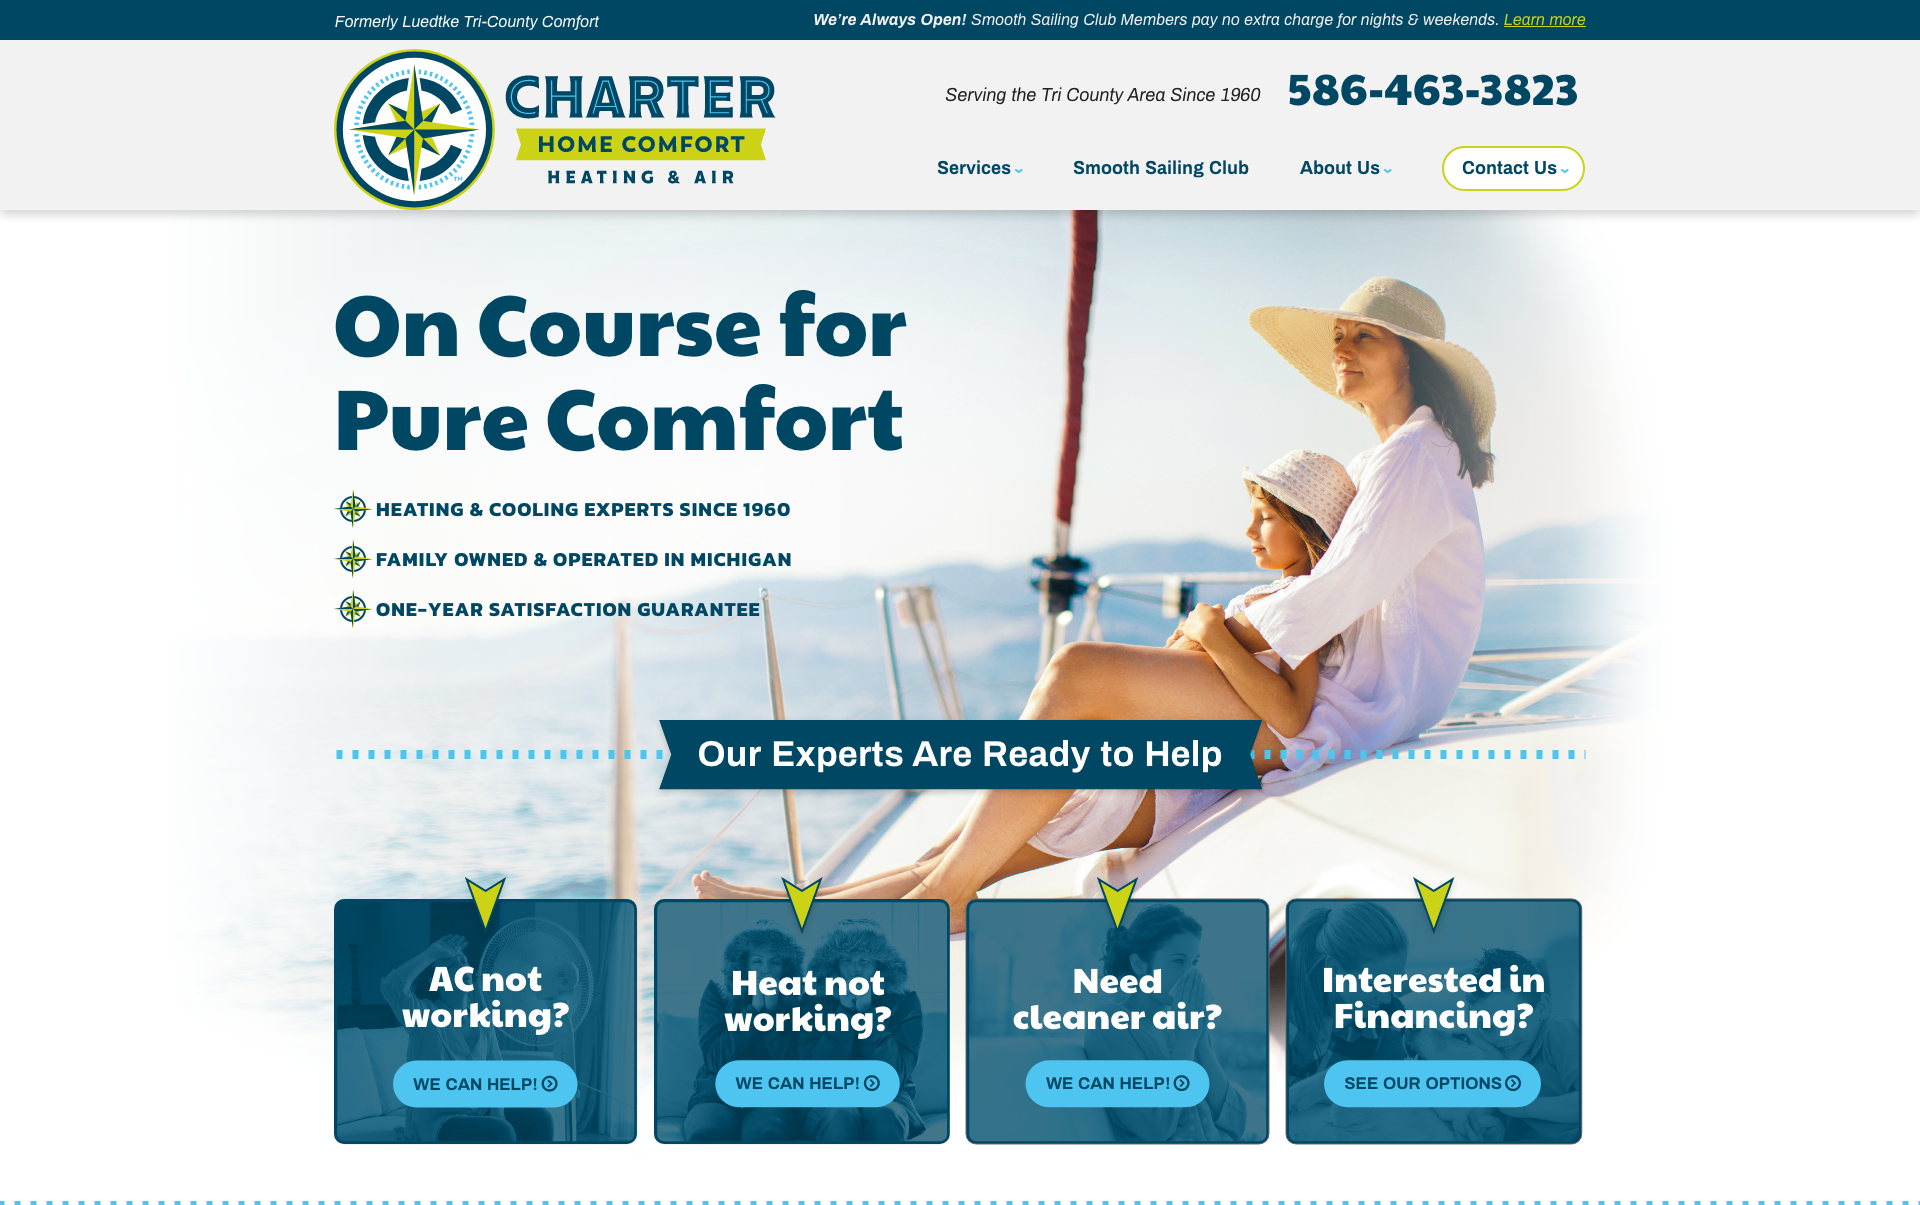 Formerly Luedtke Tri-County Comfort
We're Always Open! Smooth Sailing Club Members pay no extra charge for nights & weekends. Learn more
CHARTER
HOME COMFORT
HEATING & AIR
TM
Serving the Tri County Area Since 1960
586-463-3823
Services
Smooth Sailing Club
About Us
Contact Us
On Course for
Pure Comfort
HEATING & COOLING EXPERTS SINCE 1960
FAMILY OWNED & OPERATED IN MICHIGAN
ONE-YEAR SATISFACTION GUARANTEE
Our Experts Are Ready to Help
AC not
working?
WE CAN HELP!
Heat not
working?
WE CAN HELP!
Need
cleaner air?
WE CAN HELP!
Interested in
Financing?
SEE OUR OPTIONS